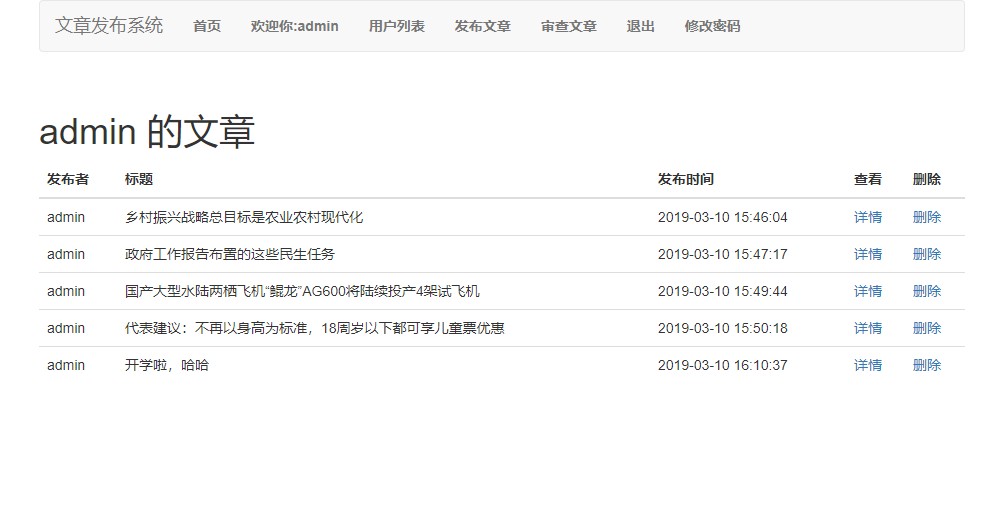 文章发布系统 首页 欢迎你:admin 用户列表 发布文章 审查文章 退出 修改密码
admin 的文章
发布者 标题 发布时间 查看 删除
admin 乡村振兴战略总目标是农业农村现代化 2019-03-10 15:46:04 详情 删除
admin 政府工作报告布置的这些民生任务 2019-03-10 15:47:17 详情 删除
admin 国产大型水陆两栖飞机“鲲龙”AG600将陆续投产4架试飞机 2019-03-10 15:49:44 详情 删除
admin 代表建议：不再以身高为标准，18周岁以下都可享儿童票优惠 2019-03-10 15:50:18 详情 删除
admin 开学啦，哈哈 2019-03-10 16:10:37 详情 删除